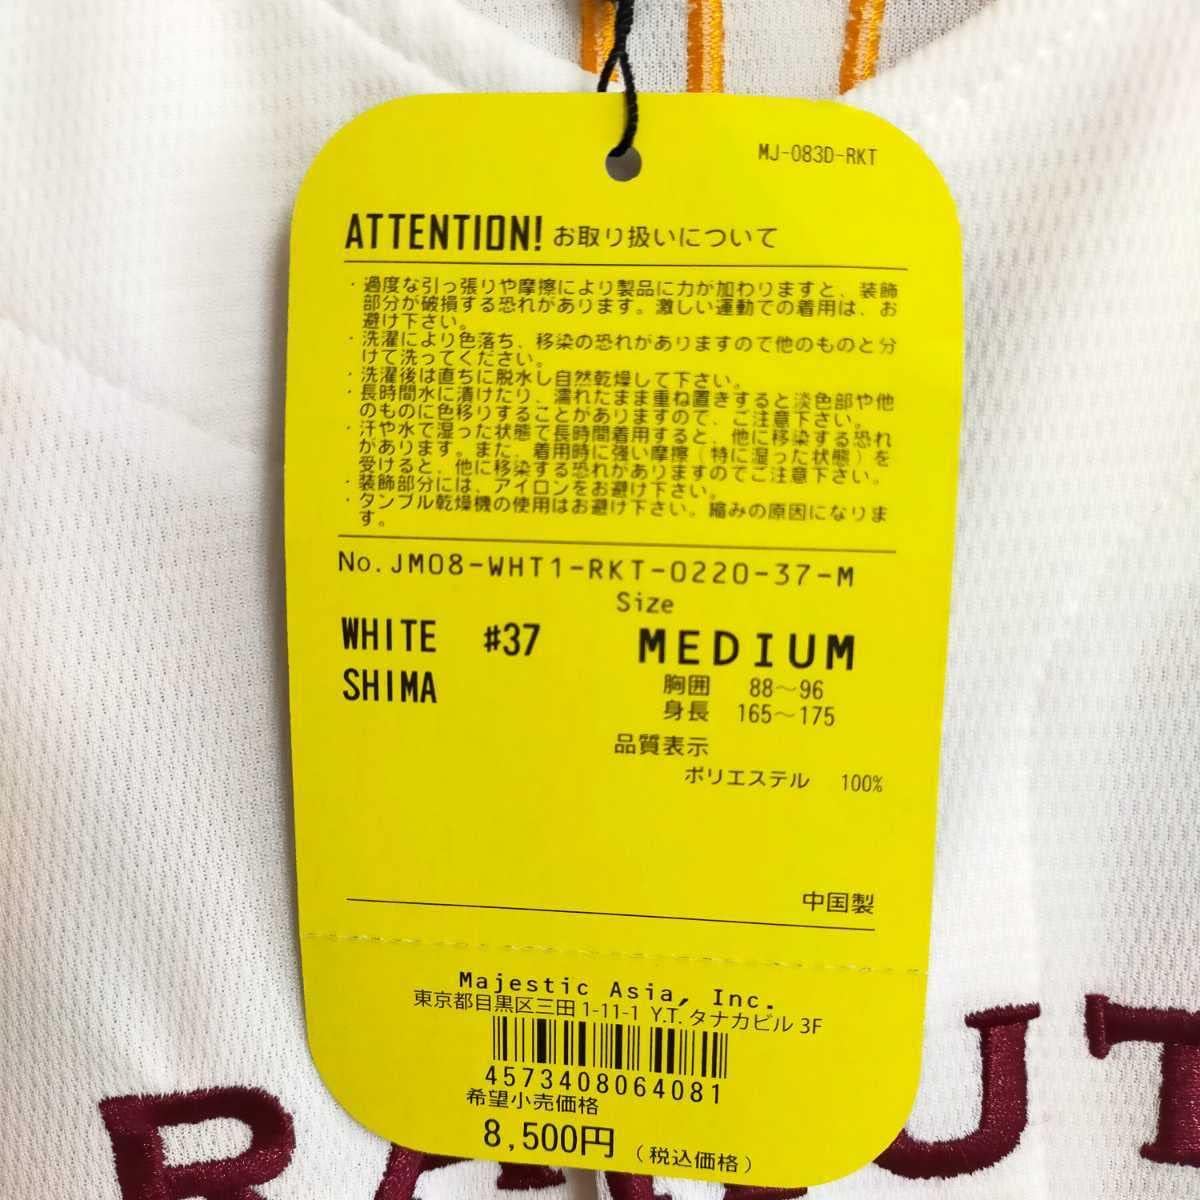 MJ-083D-RKT
ATTENTION! お取り扱いについて
・過度な引っ張りや摩擦により製品に力が加わりますと、装飾
部分が破損する恐れがあります。激しい運動での着用は、お
避け下さい。
・洗濯により色落ち、移染の恐れがありますので他のものと分
けて洗ってください。
・洗濯後は直ちに脱水し自然乾燥して下さい。
・長時間水に漬けたり、濡れたまま重ね置きすると淡色部や他
のものに色移りすることがありますので、ご注意下さい。
・汗や水で湿った状態で長時間着用すると、他に移染する恐れ
があります。また、着用時に強い摩擦（特に湿った状態）を
受けると、他に移染する恐れがありますのでご注意下さい。
・装飾部分には、アイロンをお避け下さい。
・タンブル乾燥機の使用はお避け下さい。縮みの原因になりま
す。
No. JM08-WHT1-RKT-0220-37-M
Size
WHITE #37 MEDIUM
SHIMA
胸囲 88〜96
身長 165〜175
品質表示
ポリエステル 100%
中国製
Majestic Asia, Inc.
東京都目黒区三田 1-11-1 Y.T. タナカビル 3F
4573408064081
希望小売価格
8,500円（税込価格）